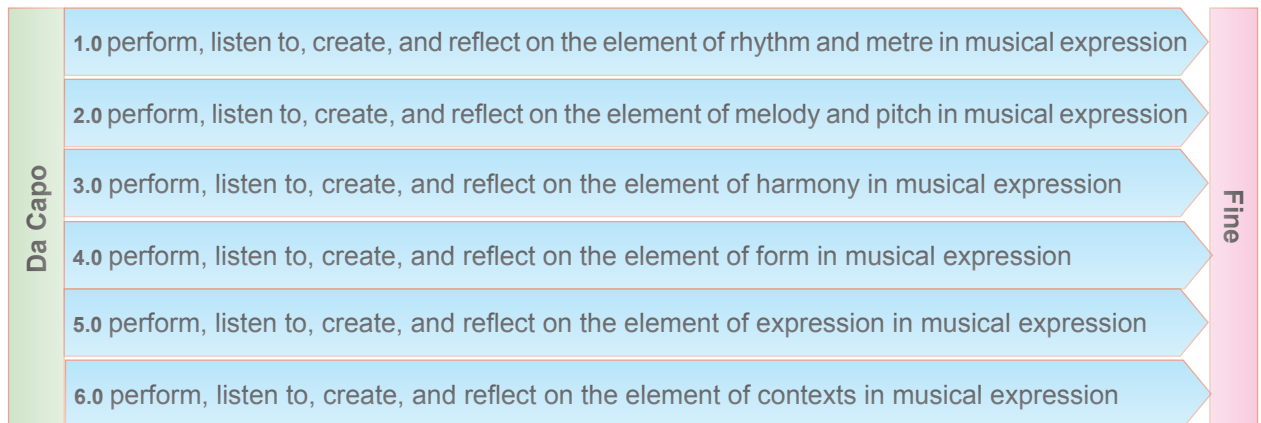 Da Capo
1.0 perform, listen to, create, and reflect on the element of rhythm and metre in musical expression
2.0 perform, listen to, create, and reflect on the element of melody and pitch in musical expression
3.0 perform, listen to, create, and reflect on the element of harmony in musical expression
4.0 perform, listen to, create, and reflect on the element of form in musical expression
5.0 perform, listen to, create, and reflect on the element of expression in musical expression
6.0 perform, listen to, create, and reflect on the element of contexts in musical expression
Fine